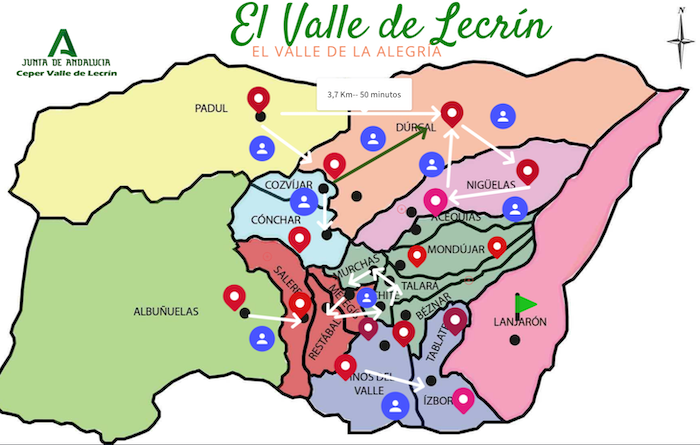 El Valle de Lecrín
EL VALLE DE LA ALEGRÍA
N
JUNTA DE ANDALUCIA
Ceper Valle de Lecrín
3,7 Km-- 50 minutos
PADUL
DÚRCAL
COZVÍJAR
NIGÜELAS
CÓNCHAR
ACEQUIAS
MONDÚJAR
MURCHAS
SALERES
TALARÁ
CHITE
BÉZNAR
ALBUÑUELAS
RESTÁBAL
TABLATE
LANJARÓN
INOS DEL
VALLE
ÍZBOR